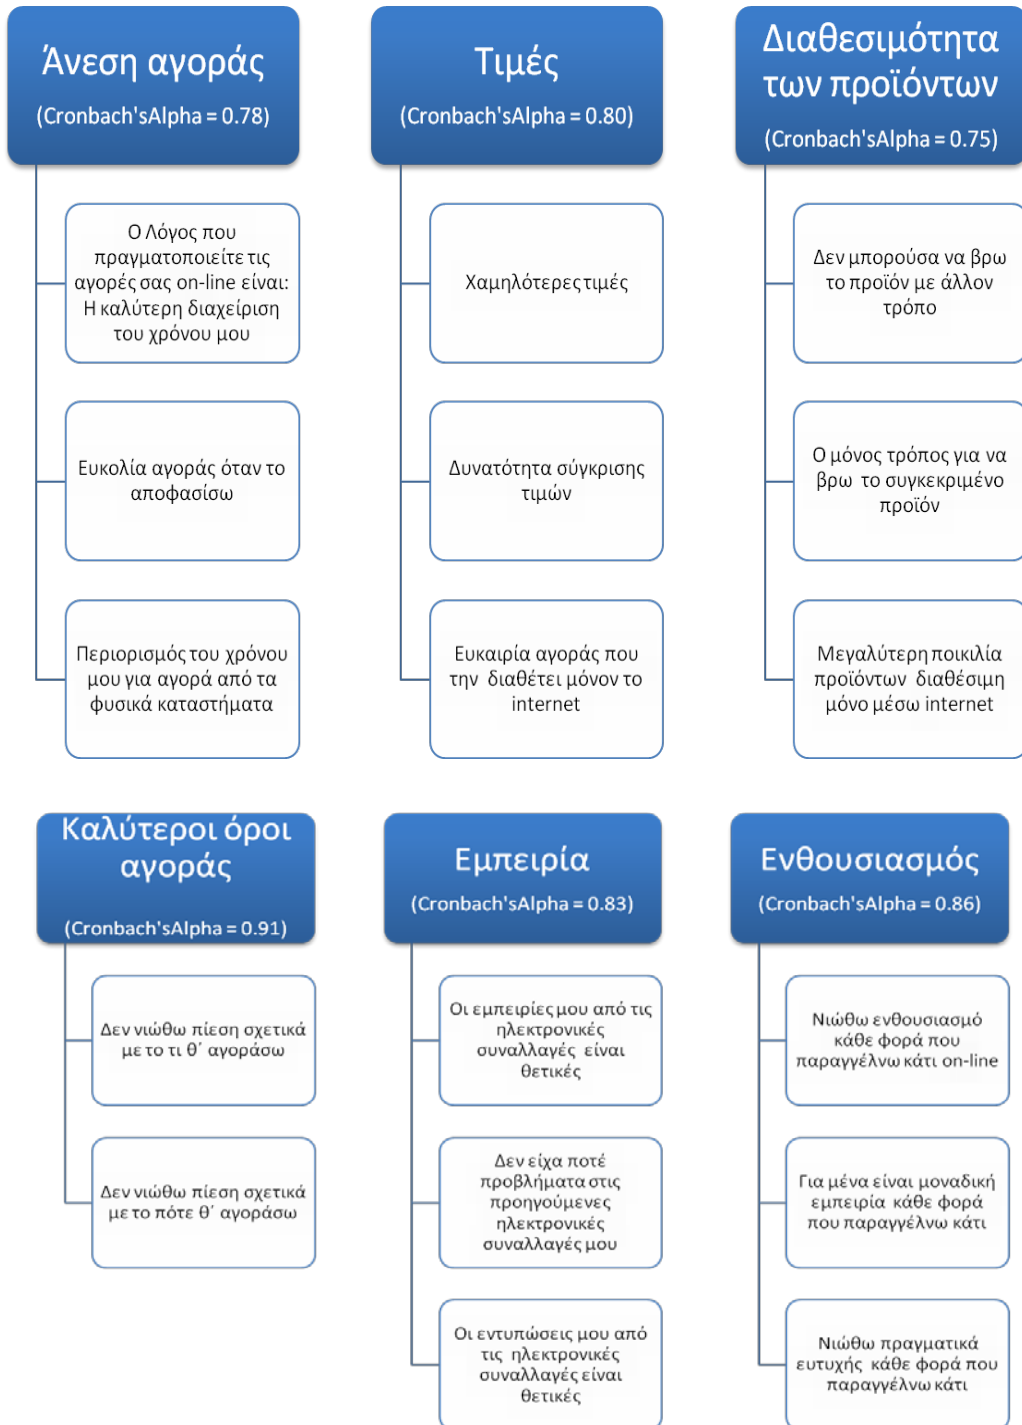 Άνεση αγοράς
(Cronbach'sAlpha = 0.78)
Ο Λόγος που
πραγματοποιείτε τις
αγορές σας on-line είναι:
Η καλύτερη διαχείριση
του χρόνου μου
Ευκολία αγοράς όταν το
αποφασίσω
Περιορισμός του χρόνου
μου για αγορά από τα
φυσικά καταστήματα
Τιμές
(Cronbach'sAlpha = 0.80)
Χαμηλότερες τιμές
Δυνατότητα σύγκρισης
τιμών
Ευκαιρία αγοράς που
την διαθέτει μόνον το
internet
Διαθεσιμότητα
των προϊόντων
(Cronbach'sAlpha = 0.75)
Δεν μπορούσα να βρω
το προϊόν με άλλον
τρόπο
Ο μόνος τρόπος για να
βρω το συγκεκριμένο
προϊόν
Μεγαλύτερη ποικιλία
προϊόντων διαθέσιμη
μόνο μέσω internet
Καλύτεροι όροι
αγοράς
(Cronbach'sAlpha = 0.91)
Δεν νιώθω πίεση σχετικά
με το τι θ΄ αγοράσω
Δεν νιώθω πίεση σχετικά
με το πότε θ΄ αγοράσω
Εμπειρία
(Cronbach'sAlpha = 0.83)
Οι εμπειρίες μου από τις
ηλεκτρονικές
συναλλαγές είναι
θετικές
Δεν είχα ποτέ
προβλήματα στις
προηγούμενες
ηλεκτρονικές
συναλλαγές μου
Οι εντυπώσεις μου από
τις ηλεκτρονικές
συναλλαγές είναι
θετικές
Ενθουσιασμός
(Cronbach'sAlpha = 0.86)
Νιώθω ενθουσιασμό
κάθε φορά που
παραγγέλνω κάτι on-line
Για μένα είναι μοναδική
εμπειρία κάθε φορά
που παραγγέλνω κάτι
Νιώθω πραγματικά
ευτυχής κάθε φορά που
παραγγέλνω κάτι